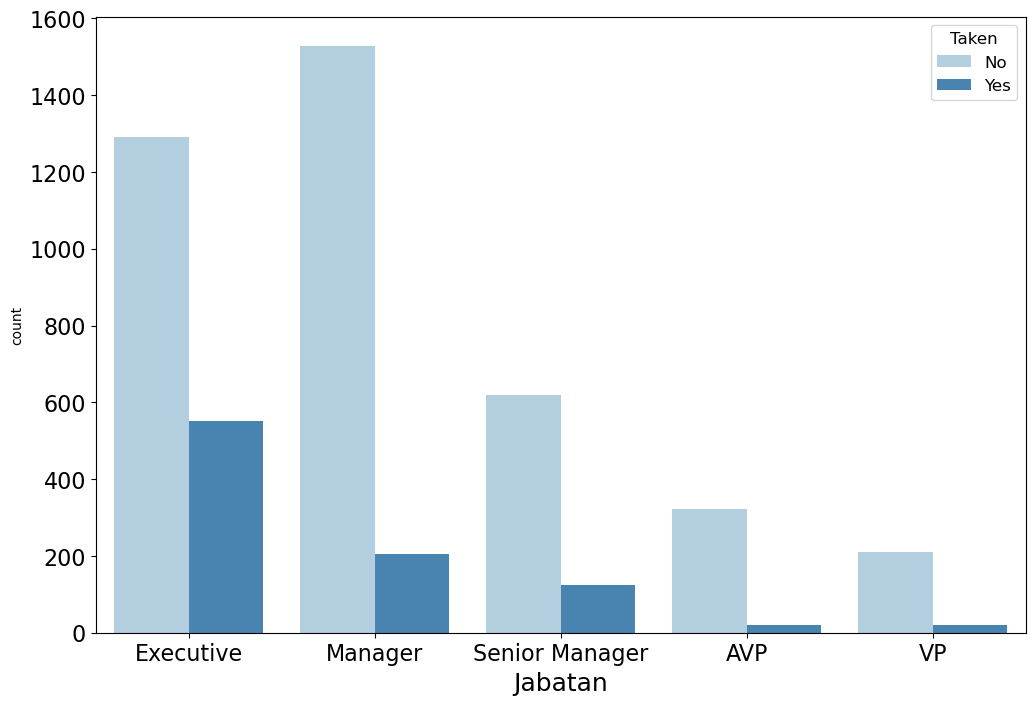 1600
1400
1200
1000
800
600
400
200
0
count
Taken
No
Yes
Executive Manager Senior Manager AVP VP
Jabatan